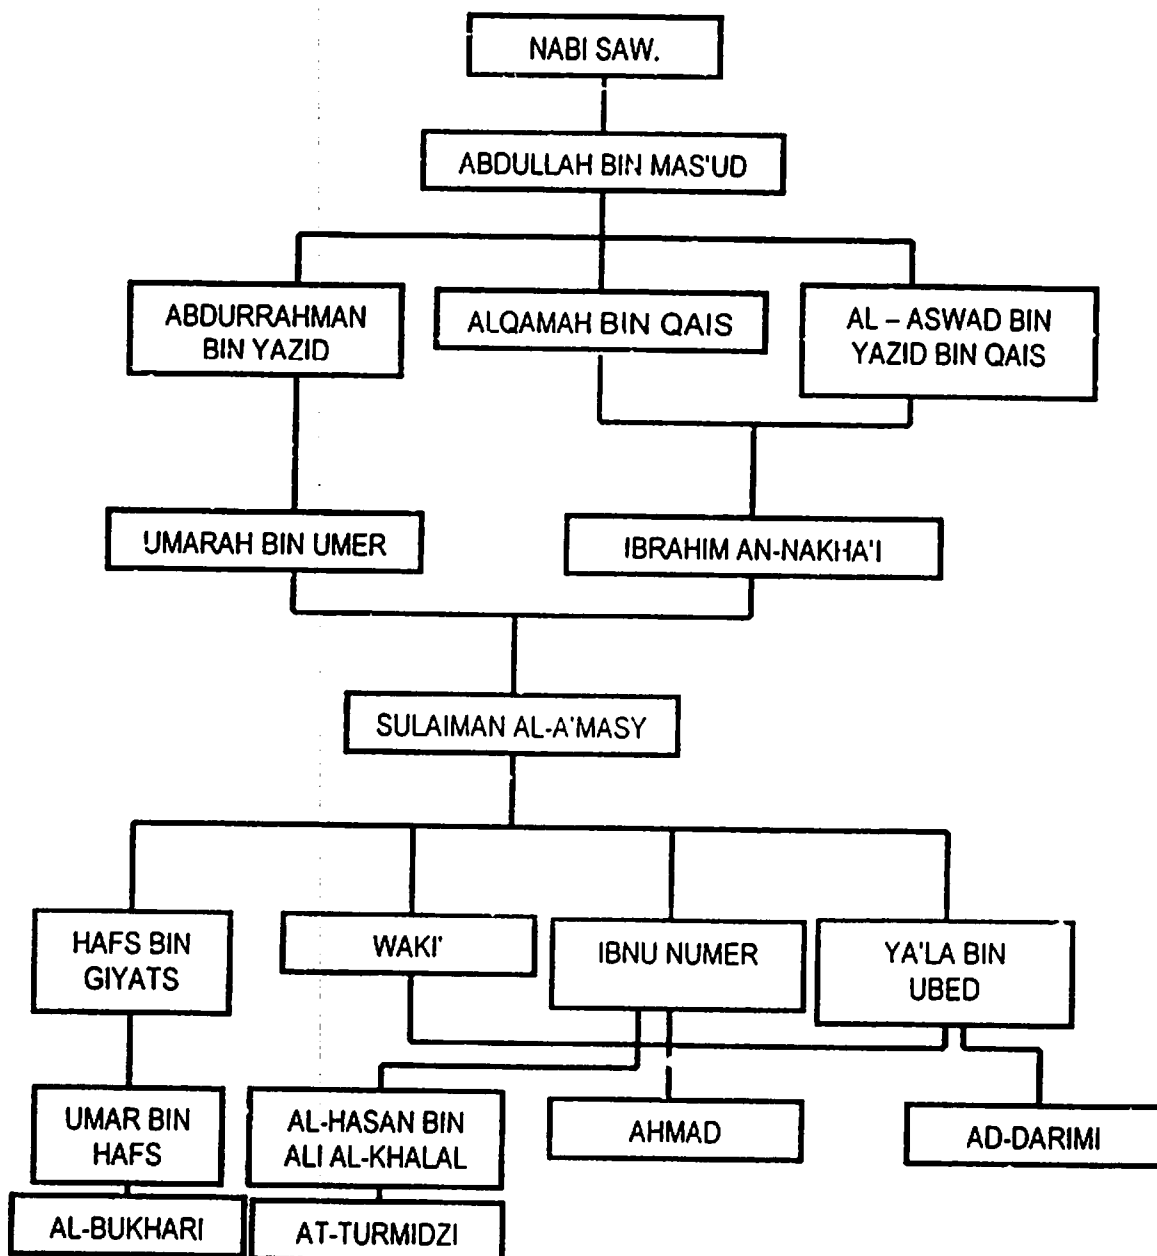 NABI SAW.
ABDULLAH BIN MAS'UD
ABDURRAHMAN
BIN YAZID
ALQAMAH BIN QAIS
AL – ASWAD BIN
YAZID BIN QAIS
UMARAH BIN UMER
IBRAHIM AN-NAKHA'I
SULAIMAN AL-A'MASY
HAFS BIN
GIYATS
WAKI'
IBNU NUMER
YA'LA BIN
UBED
UMAR BIN
HAFS
AL-HASAN BIN
ALI AL-KHALAL
AHMAD
AD-DARIMI
AL-BUKHARI
AT-TURMIDZI